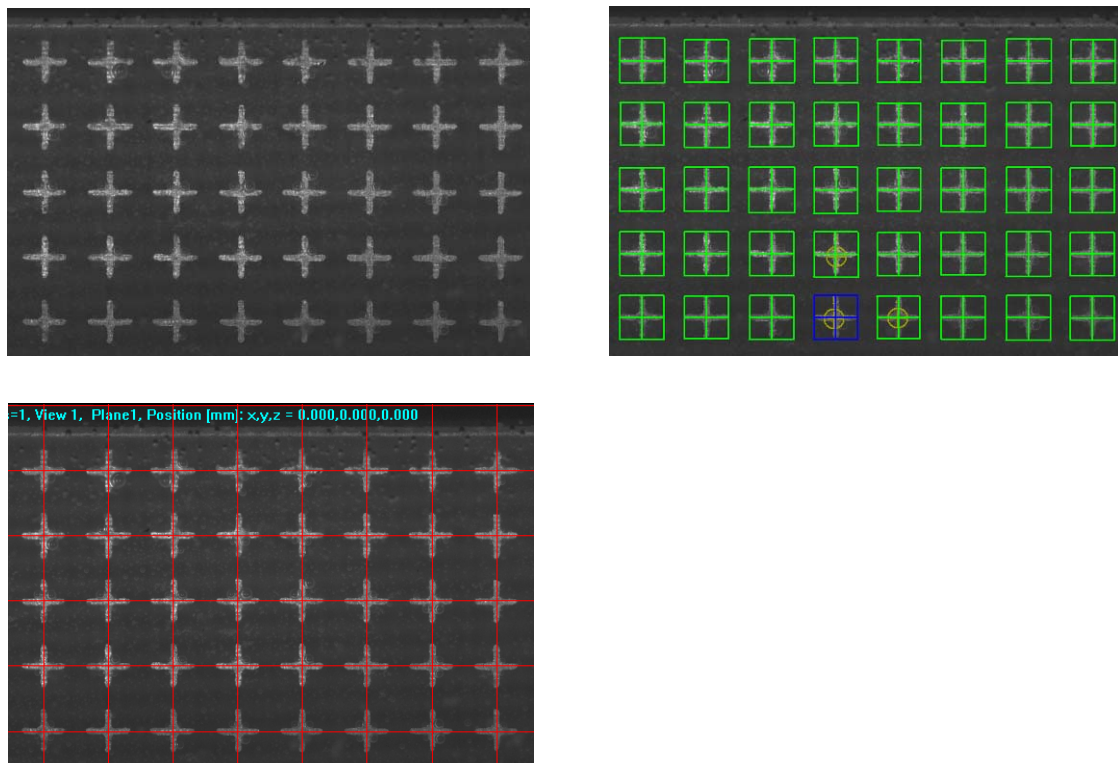 s=1, View 1, Plane1, Position [mm]: x,y,z = 0.000,0.000,0.000